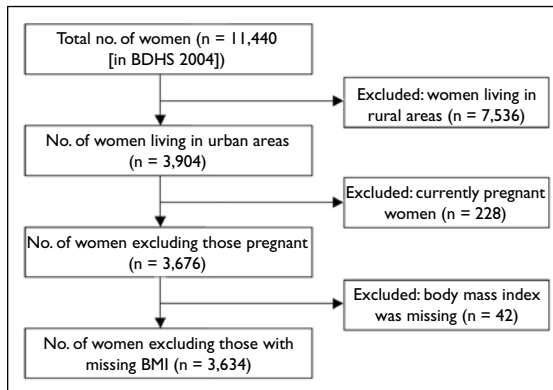 Total no. of women (n = 11,440
[in BDHS 2004])
Excluded: women living in
rural areas (n = 7,536)
No. of women living in urban areas
(n = 3,904)
Excluded: currently pregnant
women (n = 228)
No. of women excluding those pregnant
(n = 3,676)
Excluded: body mass index
was missing (n = 42)
No. of women excluding those with
missing BMI (n = 3,634)